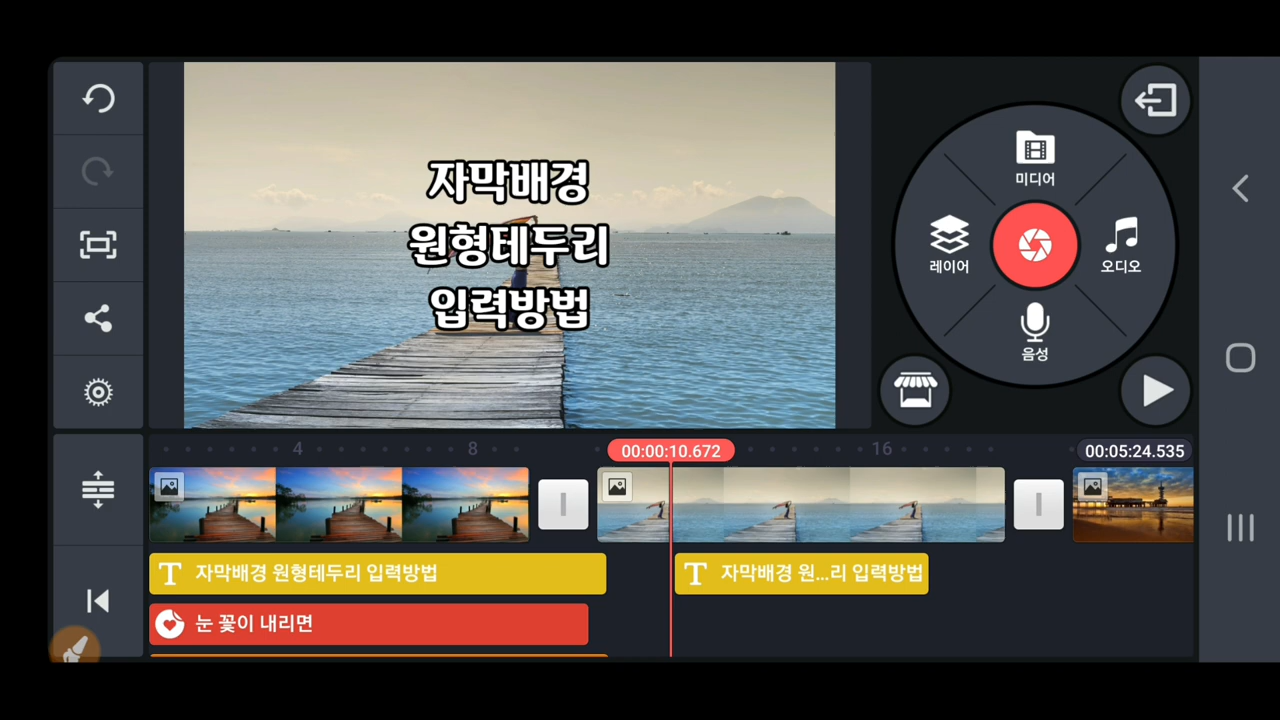 자막배경
원형테두리
입력방법
미디어
레이어
오디오
음성
4
8
00:00:10.672
16
00:05:24.535
T 자막배경 원형테두리 입력방법
T 자막배경 원...리 입력방법
눈 꽃이 내리면